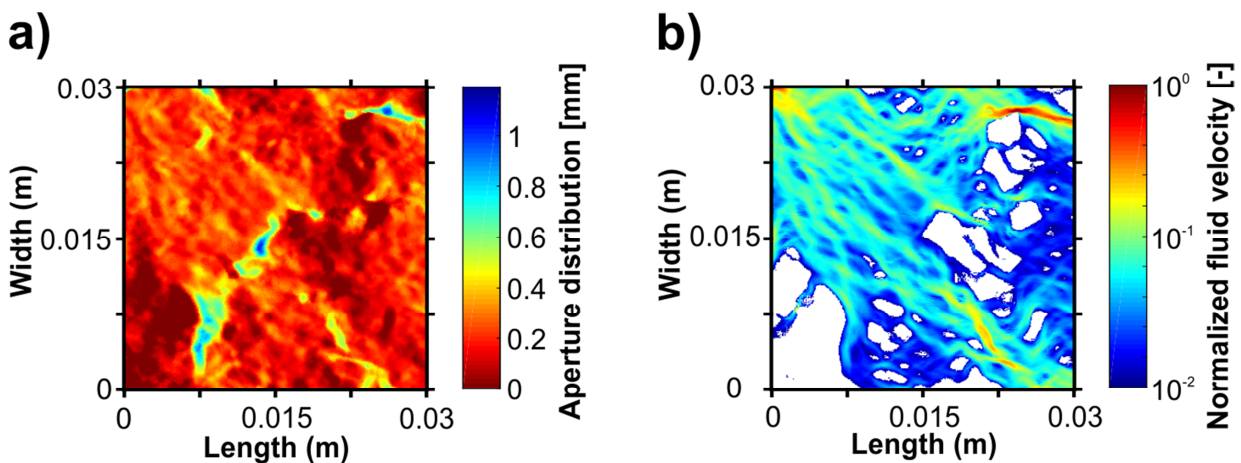 a)
0.03
0.015
0
Width (m)
0
0.015
0.03
Length (m)
1
0.8
0.6
0.4
0.2
0
Aperture distribution [mm]
b)
0.03
0.015
0
Width (m)
0
0.015
0.03
Length (m)
10⁰
10⁻¹
10⁻²
Normalized fluid velocity [-]